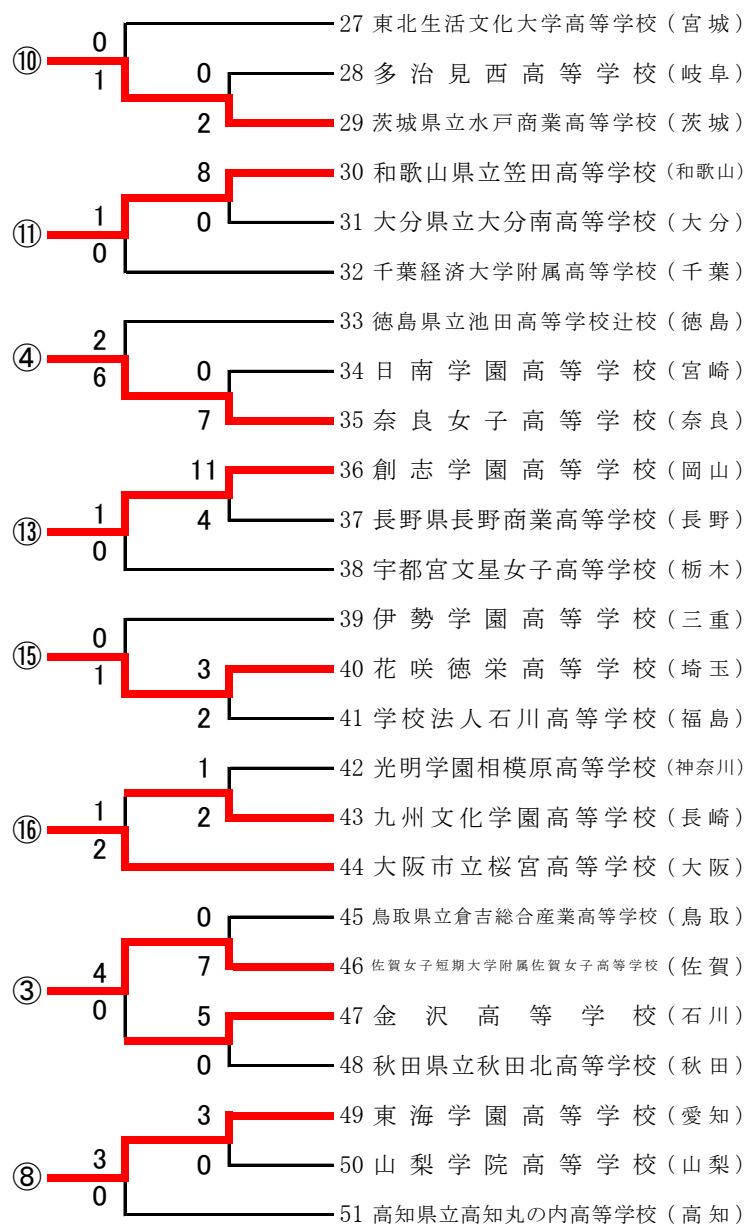 27 東北生活文化大学高等学校 (宮城)
0
⑩
1
0
28 多治見西高等学校 (岐阜)
2
29 茨城県立水戸商業高等学校 (茨城)
8
30 和歌山県立笠田高等学校 (和歌山)
1
⑪
0
0
31 大分県立大分南高等学校 (大分)
32 千葉経済大学附属高等学校 (千葉)
33 徳島県立池田高等学校辻校 (徳島)
2
④
6
0
34 日南学園高等学校 (宮崎)
7
35 奈良女子高等学校 (奈良)
11
36 創志学園高等学校 (岡山)
1
⑬
0
4
37 長野県長野商業高等学校 (長野)
38 宇都宮文星女子高等学校 (栃木)
39 伊勢学園高等学校 (三重)
0
⑮
1
3
40 花咲徳栄高等学校 (埼玉)
2
41 学校法人石川高等学校 (福島)
1
42 光明学園相模原高等学校 (神奈川)
1
⑯
2
2
43 九州文化学園高等学校 (長崎)
44 大阪市立桜宮高等学校 (大阪)
0
45 鳥取県立倉吉総合産業高等学校 (鳥取)
7
46 佐賀女子短期大学附属佐賀女子高等学校 (佐賀)
4
③
0
5
47 金沢高等学校 (石川)
0
48 秋田県立秋田北高等学校 (秋田)
3
49 東海学園高等学校 (愛知)
3
⑧
0
0
50 山梨学院高等学校 (山梨)
51 高知県立高知丸の内高等学校 (高知)